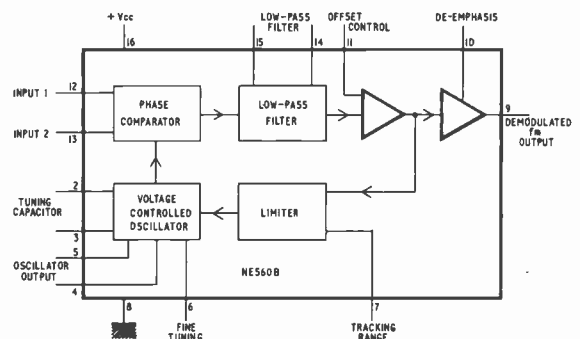 + Vcc
LOW-PASS
FILTER
OFFSET
CONTROL
DE-EMPHASIS
16
15
14
11
10
INPUT 1
12
PHASE
COMPARATOR
LOW-PASS
FILTER
9
DEMODULATED
fm
OUTPUT
INPUT 2
13
TUNING
CAPACITOR
2
3
VOLTAGE
CONTROLLED
OSCILLATOR
LIMITER
5
OSCILLATOR
OUTPUT
4
NE560B
8
6
7
FINE
TUNING
TRACKING
RANGE